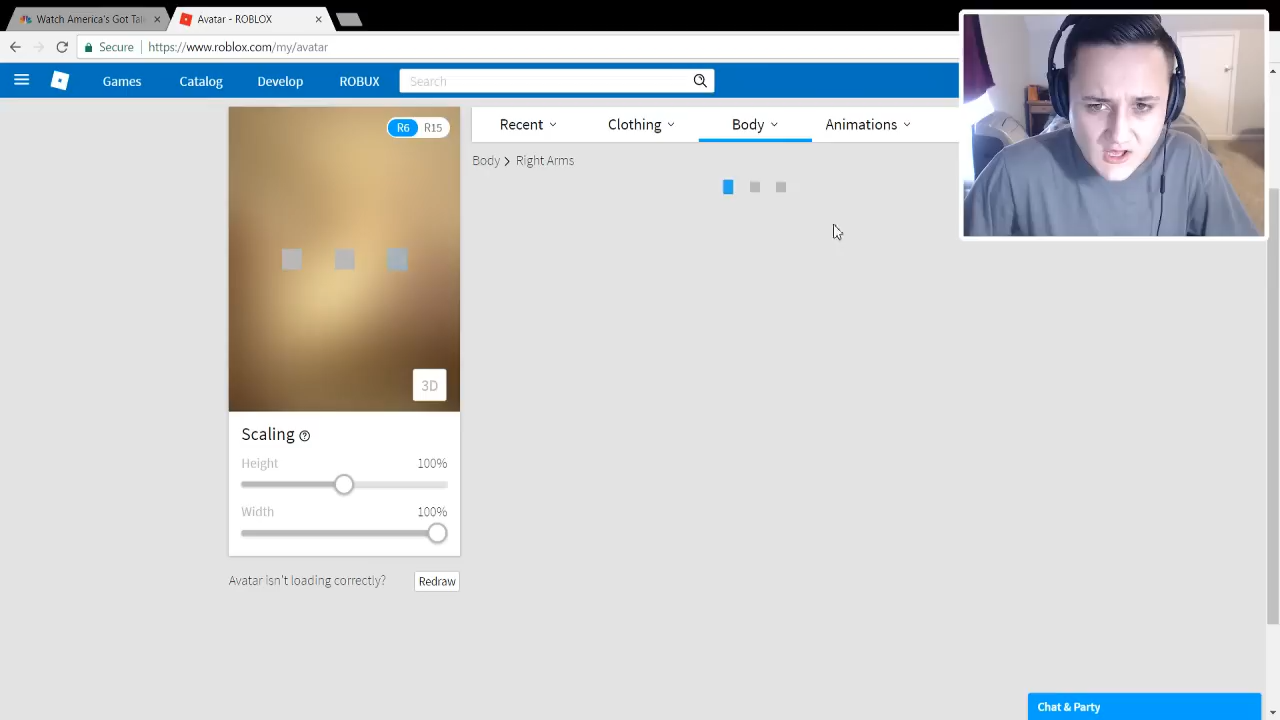 Watch America's Got Tal
Avatar - ROBLOX
Secure
https://www.roblox.com/my/avatar
Games
Catalog
Develop
ROBUX
Search
R6
R15
Recent
Clothing
Body
Animations
Body > Right Arms
3D
Scaling
Height
100%
Width
100%
Avatar isn't loading correctly?
Redraw
Chat & Party